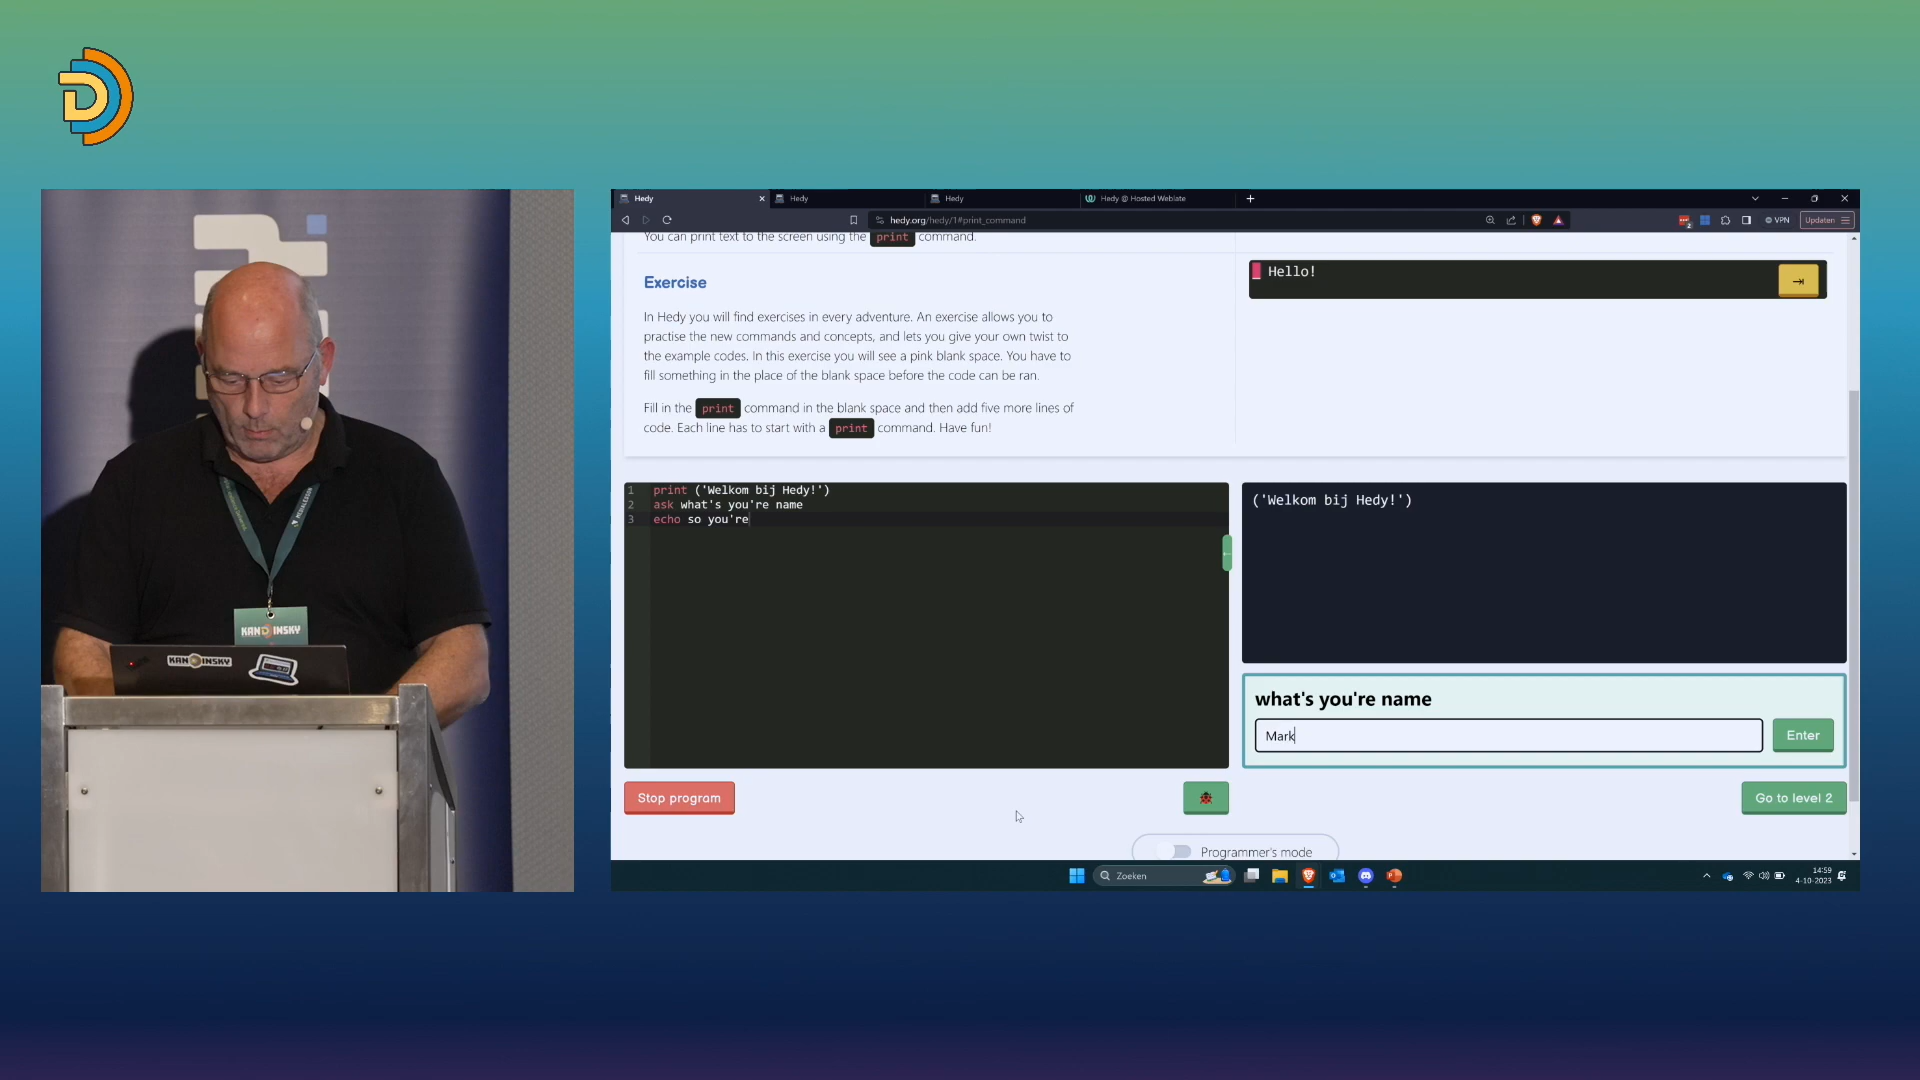 D
KANDINSKY
KANDINSKY
Hedy
Hedy
Hedy
Hedy @ Hosted Weblate
hedy.org/hedy/1#print_command
VPN
Updaten
You can print text to the screen using the print command.
Exercise
In Hedy you will find exercises in every adventure. An exercise allows you to
practise the new commands and concepts, and lets you give your own twist to
the example codes. In this exercise you will see a pink blank space. You have to
fill something in the place of the blank space before the code can be ran.
Fill in the print command in the blank space and then add five more lines of
code. Each line has to start with a print command. Have fun!
_ Hello!
1 print ('Welkom bij Hedy!')
2 ask what's you're name
3 echo so you're
('Welkom bij Hedy!')
what's you're name
Mark
Enter
Stop program
Go to level 2
Programmer's mode
Zoeken
14:59
4-10-2023